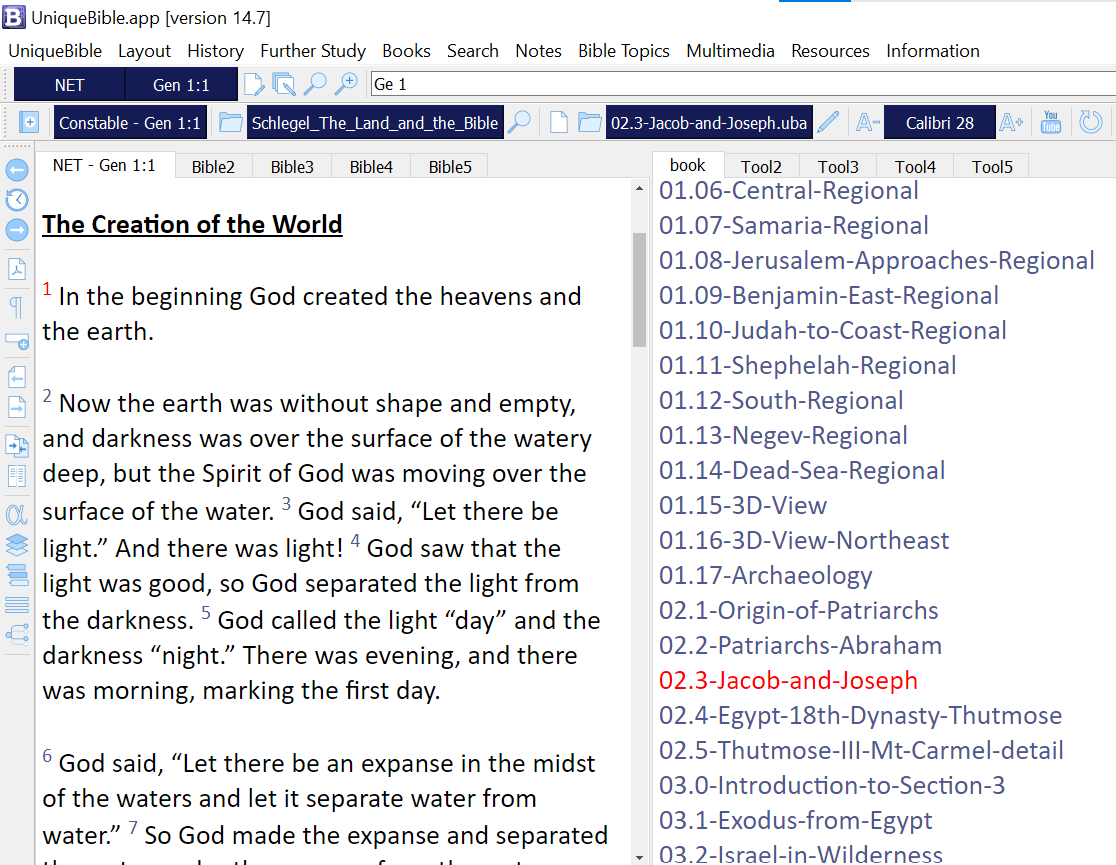 UniqueBible.app [version 14.7]
UniqueBible Layout History Further Study Books Search Notes Bible Topics Multimedia Resources Information
NET Gen 1:1 Ge 1
Constable - Gen 1:1 Schlegel_The_Land_and_the_Bible 02.3-Jacob-and-Joseph.uba A- Calibri 28 A+ You Tube
NET - Gen 1:1 Bible2 Bible3 Bible4 Bible5
The Creation of the World
1 In the beginning God created the heavens and
the earth.
2 Now the earth was without shape and empty,
and darkness was over the surface of the watery
deep, but the Spirit of God was moving over the
surface of the water. 3 God said, “Let there be
light.” And there was light! 4 God saw that the
light was good, so God separated the light from
the darkness. 5 God called the light “day” and the
darkness “night.” There was evening, and there
was morning, marking the first day.
6 God said, “Let there be an expanse in the midst
of the waters and let it separate water from
water.” 7 So God made the expanse and separated
book Tool2 Tool3 Tool4 Tool5
01.06-Central-Regional
01.07-Samaria-Regional
01.08-Jerusalem-Approaches-Regional
01.09-Benjamin-East-Regional
01.10-Judah-to-Coast-Regional
01.11-Shephelah-Regional
01.12-South-Regional
01.13-Negev-Regional
01.14-Dead-Sea-Regional
01.15-3D-View
01.16-3D-View-Northeast
01.17-Archaeology
02.1-Origin-of-Patriarchs
02.2-Patriarchs-Abraham
02.3-Jacob-and-Joseph
02.4-Egypt-18th-Dynasty-Thutmose
02.5-Thutmose-III-Mt-Carmel-detail
03.0-Introduction-to-Section-3
03.1-Exodus-from-Egypt
03.2-Israel-in-Wilderness